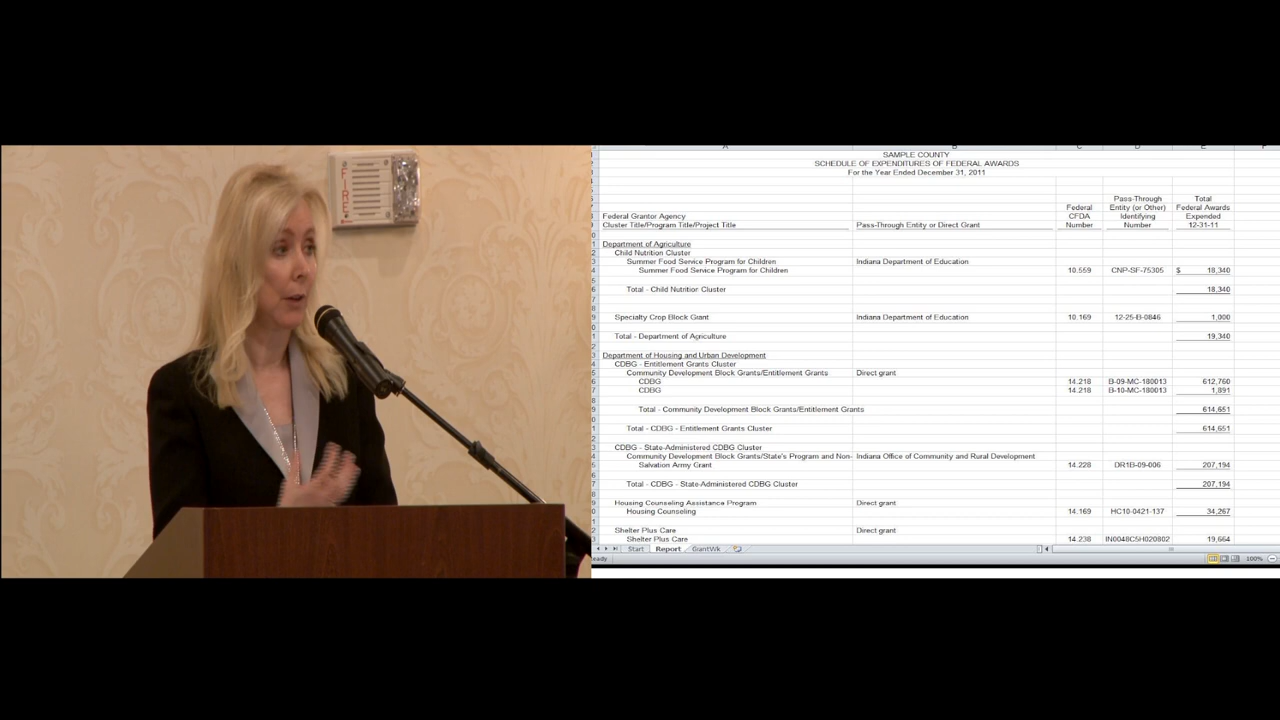 FIRE
A B C D E F
SAMPLE COUNTY
SCHEDULE OF EXPENDITURES OF FEDERAL AWARDS
For the Year Ended December 31, 2011
Pass-Through Total
Federal Entity (or Other) Federal Awards
Federal Grantor Agency CFDA Identifying Expended
Cluster Title/Program Title/Project Title Pass-Through Entity or Direct Grant Number Number 12-31-11
Department of Agriculture
Child Nutrition Cluster
Summer Food Service Program for Children Indiana Department of Education
Summer Food Service Program for Children 10.559 CNP-SF-75305 $ 18,340
Total - Child Nutrition Cluster 18,340
Specialty Crop Block Grant Indiana Department of Education 10.169 12-25-B-0846 1,000
Total - Department of Agriculture 19,340
Department of Housing and Urban Development
CDBG - Entitlement Grants Cluster
Community Development Block Grants/Entitlement Grants Direct grant
CDBG 14.218 B-09-MC-180013 612,760
CDBG 14.218 B-10-MC-180013 1,891
Total - Community Development Block Grants/Entitlement Grants 614,651
Total - CDBG - Entitlement Grants Cluster 614,651
CDBG - State-Administered CDBG Cluster
Community Development Block Grants/State's Program and Non- Indiana Office of Community and Rural Development
Salvation Army Grant 14.228 DR1B-09-006 207,194
Total - CDBG - State-Administered CDBG Cluster 207,194
Housing Counseling Assistance Program Direct grant
Housing Counseling 14.169 HC10-0421-137 34,267
Shelter Plus Care Direct grant
Shelter Plus Care 14.238 IN0048C5H020802 19,664
Start Report GrantWk
eady 100%